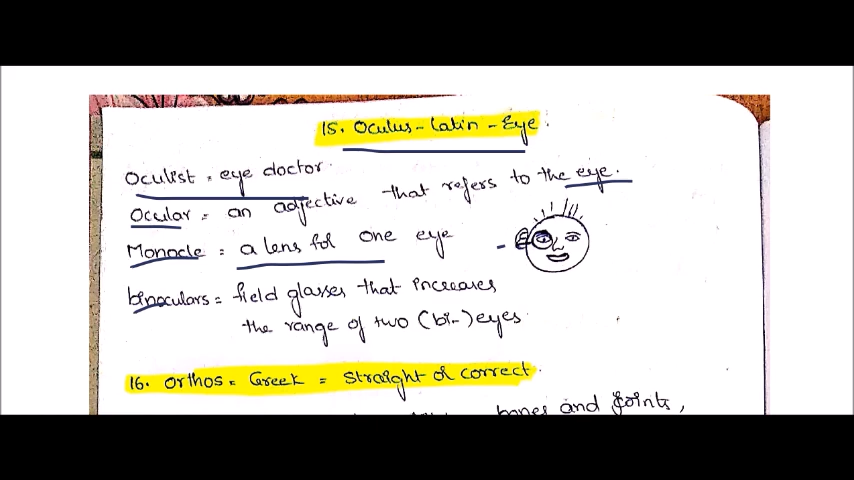 15. Oculus - Latin - Eye.
Oculist = eye doctor.
Ocular = an adjective that refers to the eye.
Monocle = a lens for one eye
binoculars = field glasses that increases
the range of two (bi-) eyes.
16. Orthos = Greek = Straight or correct.
bones and joints,